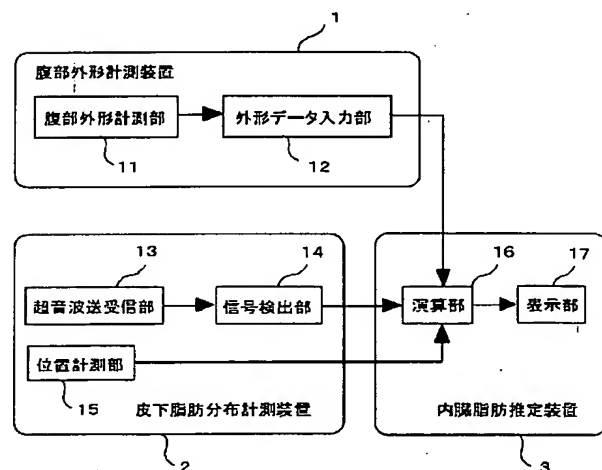 1
腹部外形計測装置
腹部外形計測部
外形データ入力部
11
12
13
14
16
17
超音波送受信部
信号検出部
演算部
表示部
位置計測部
15
皮下脂肪分布計測装置
内臓脂肪推定装置
2
3